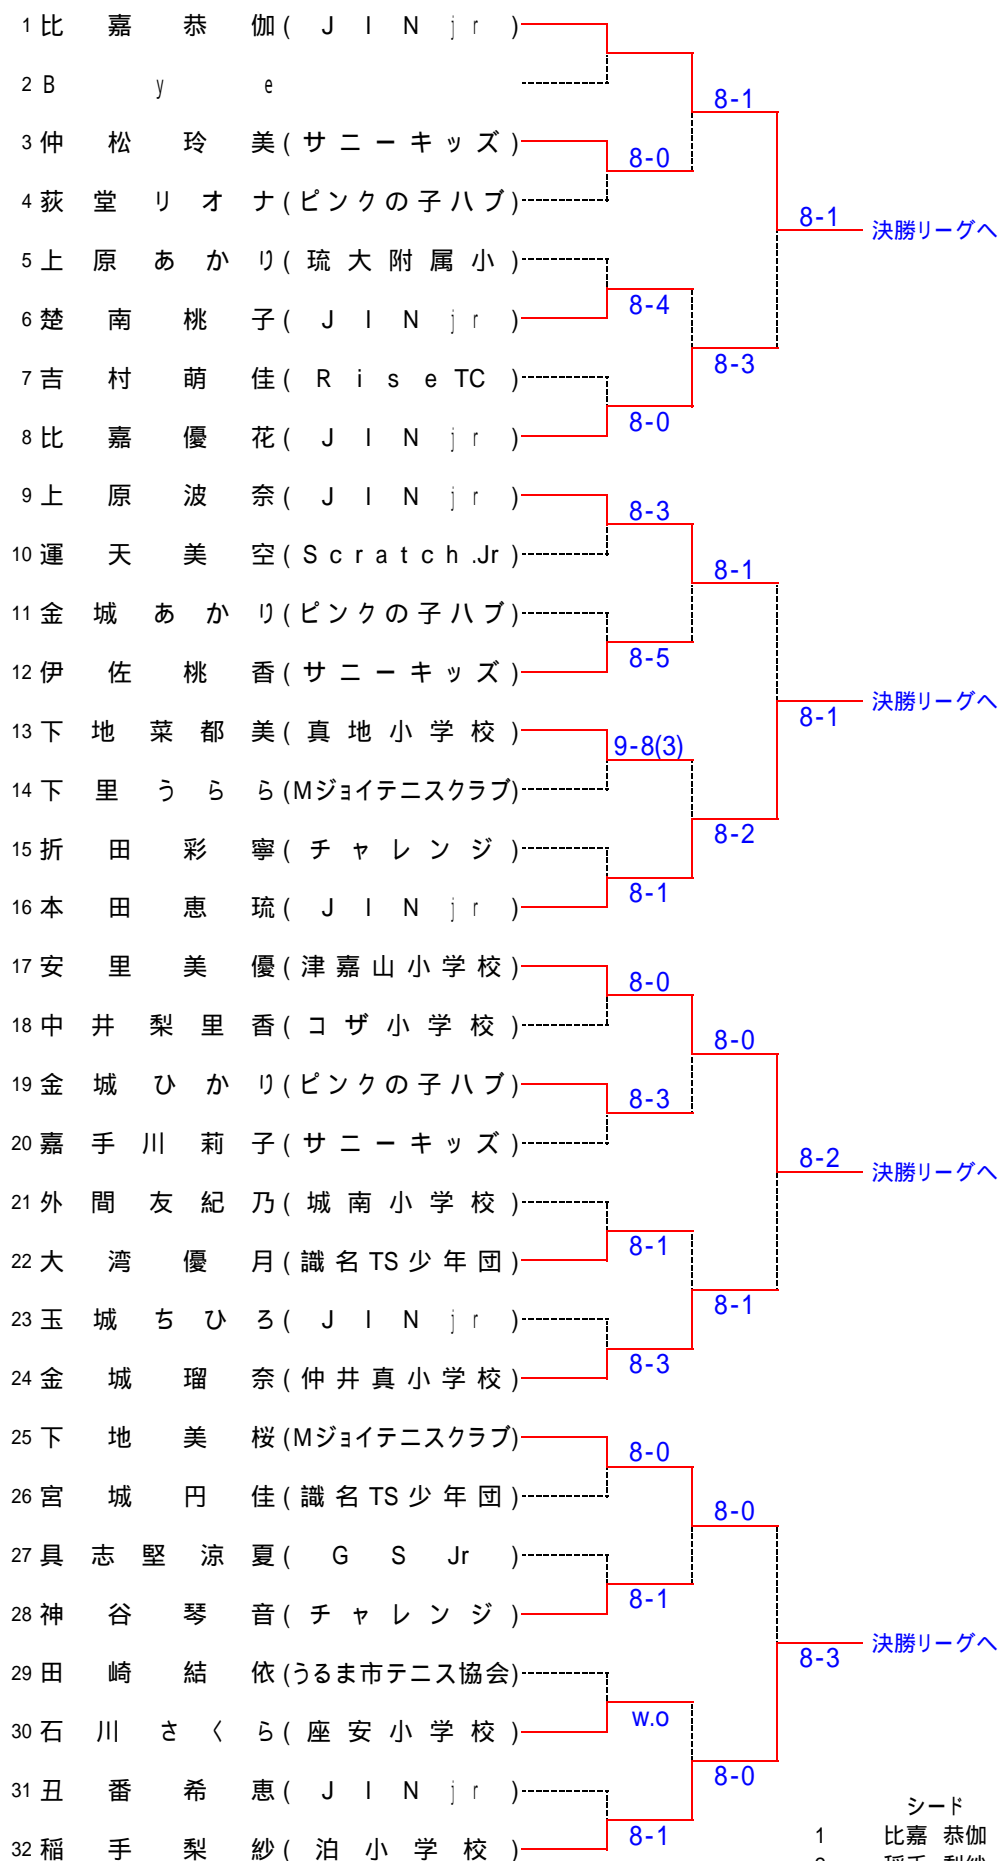 1 比嘉恭伽 (JINjr)
2 Bye
8-1
3 仲松玲美 (サニーキッズ)
8-0
4 荻堂リオナ (ピンクの子ハブ)
8-1 決勝リーグへ
5 上原あかり (琉大附属小)
8-4
6 楚南桃子 (JINjr)
8-3
7 吉村萌佳 (RiseTC)
8-0
8 比嘉優花 (JINjr)
9 上原波奈 (JINjr)
8-3
10 運天美空 (Scratch.Jr)
8-1
11 金城あかり (ピンクの子ハブ)
8-5
12 伊佐桃香 (サニーキッズ)
8-1 決勝リーグへ
13 下地菜都美 (真地小学校)
9-8(3)
14 下里うらら (Mジョイテニスクラブ)
8-2
15 折田彩寧 (チャレンジ)
8-1
16 本田恵琉 (JINjr)
17 安里美優 (津嘉山小学校)
8-0
18 中井梨里香 (コザ小学校)
8-0
19 金城ひかり (ピンクの子ハブ)
8-3
20 嘉手川莉子 (サニーキッズ)
8-2 決勝リーグへ
21 外間友紀乃 (城南小学校)
8-1
22 大湾優月 (識名TS少年団)
8-1
23 玉城ちひろ (JINjr)
8-3
24 金城瑠奈 (仲井真小学校)
25 下地美桜 (Mジョイテニスクラブ)
8-0
26 宮城円佳 (識名TS少年団)
8-0
27 具志堅涼夏 (GSJr)
8-1
28 神谷琴音 (チャレンジ)
8-3 決勝リーグへ
29 田崎結依 (うるま市テニス協会)
w.o
30 石川さくら (座安小学校)
8-0
31 丑番希恵 (JINjr)
8-1
32 稲手梨紗 (泊小学校)
シード
1 比嘉 恭伽